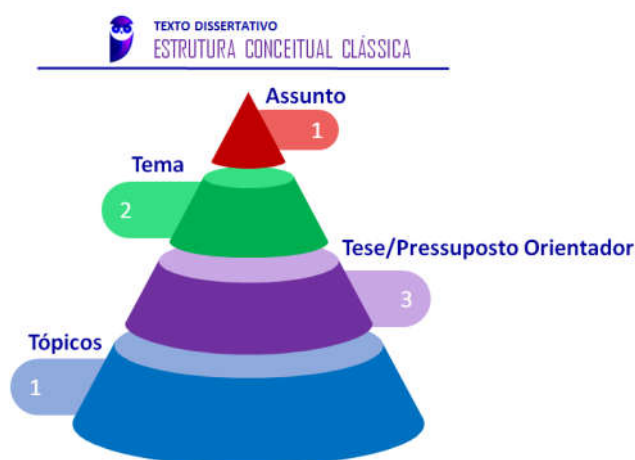 TEXTO DISSERTATIVO
ESTRUTURA CONCEITUAL CLÁSSICA
Assunto
1
Tema
2
Tese/Pressuposto Orientador
3
Tópicos
1